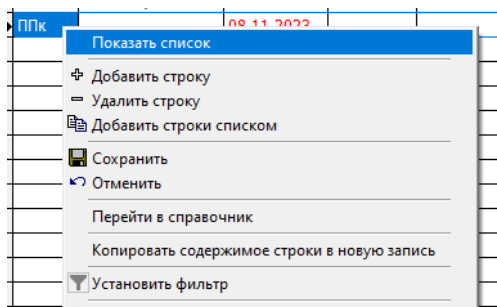 ППк 08.11.2023
Показать список
Добавить строку
Удалить строку
Добавить строки списком
Сохранить
Отменить
Перейти в справочник
Копировать содержимое строки в новую запись
Установить фильтр